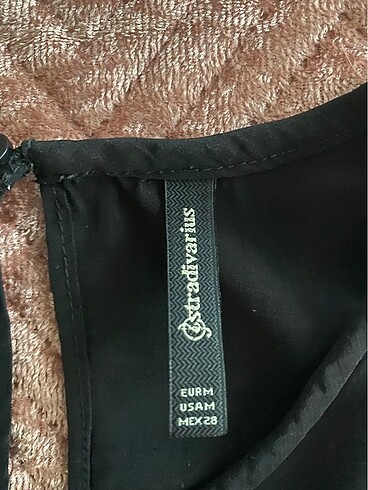 stradivarius
EUR M
USA M
MEX 28